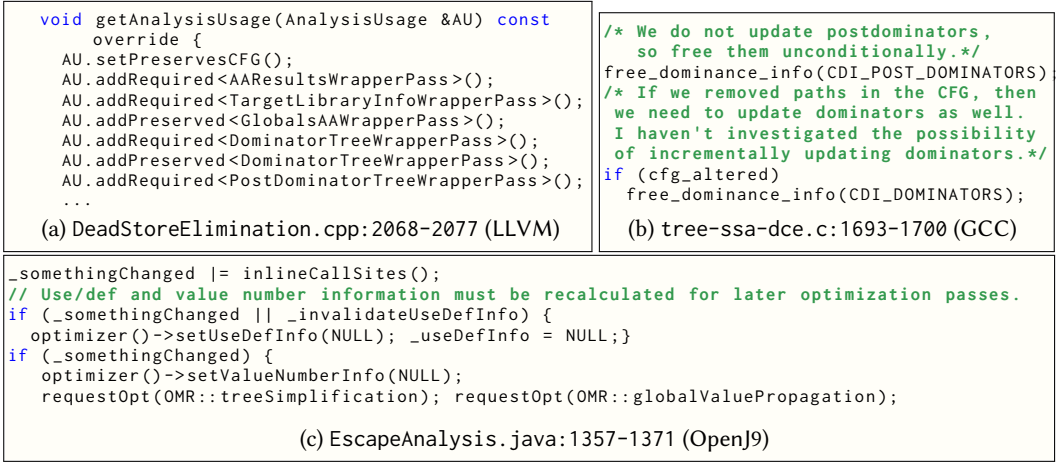 void getAnalysisUsage(AnalysisUsage &AU) const
override {
AU.setPreservesCFG();
AU.addRequired<AAResultsWrapperPass>();
AU.addRequired<TargetLibraryInfoWrapperPass>();
AU.addPreserved<GlobalsAAWrapperPass>();
AU.addRequired<DominatorTreeWrapperPass>();
AU.addPreserved<DominatorTreeWrapperPass>();
AU.addRequired<PostDominatorTreeWrapperPass>();
...
(a) DeadStoreElimination.cpp:2068-2077 (LLVM)
/* We do not update postdominators,
so free them unconditionally.*/
free_dominance_info(CDI_POST_DOMINATORS);
/* If we removed paths in the CFG, then
we need to update dominators as well.
I haven't investigated the possibility
of incrementally updating dominators.*/
if (cfg_altered)
free_dominance_info(CDI_DOMINATORS);
(b) tree-ssa-dce.c:1693-1700 (GCC)
_somethingChanged |= inlineCallSites();
// Use/def and value number information must be recalculated for later optimization passes.
if (_somethingChanged || _invalidateUseDefInfo) {
optimizer()->setUseDefInfo(NULL); _useDefInfo = NULL;}
if (_somethingChanged) {
optimizer()->setValueNumberInfo(NULL);
requestOpt(OMR::treeSimplification); requestOpt(OMR::globalValuePropagation);
(c) EscapeAnalysis.java:1357-1371 (OpenJ9)